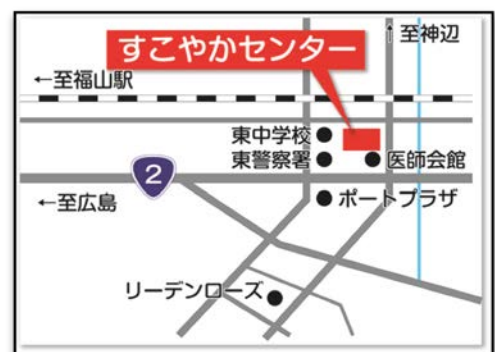 ↑至神辺
すこやかセンター
←至福山駅
東中学校
東警察署
医師会館
2
←至広島
ポートプラザ
リーデンローズ